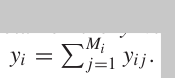 $y_i = \sum_{j=1}^{M_i} y_{ij}.$